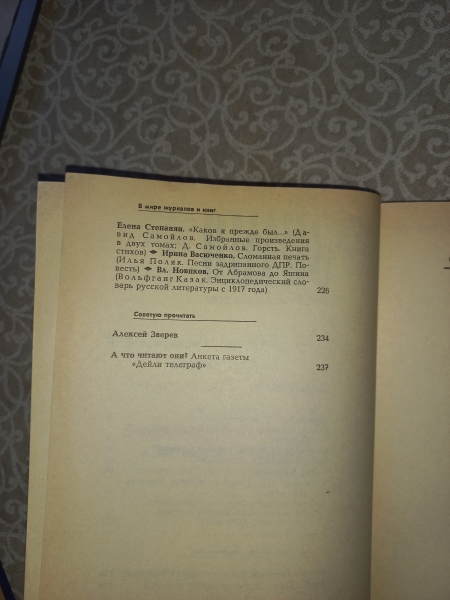 В мире журналов и книг
Елена Степанян. «Каков я прежде был...» (Да-
вид Самойлов. Избранные произведения
в двух томах; Д. Самойлов. Горсть. Книга
стихов) ◆ Ирина Васюченко. Сломанная печать
(Илья Поляк. Песни задрипанного ДПР. По-
весть) ◆ Вл. Новиков. От Абрамова до Яшина
(Вольфганг Казак. Энциклопедический сло-
варь русской литературы с 1917 года) 226
Советую прочитать
Алексей Зверев 234
А что читают они? Анкета газеты
«Дейли телеграф» 237